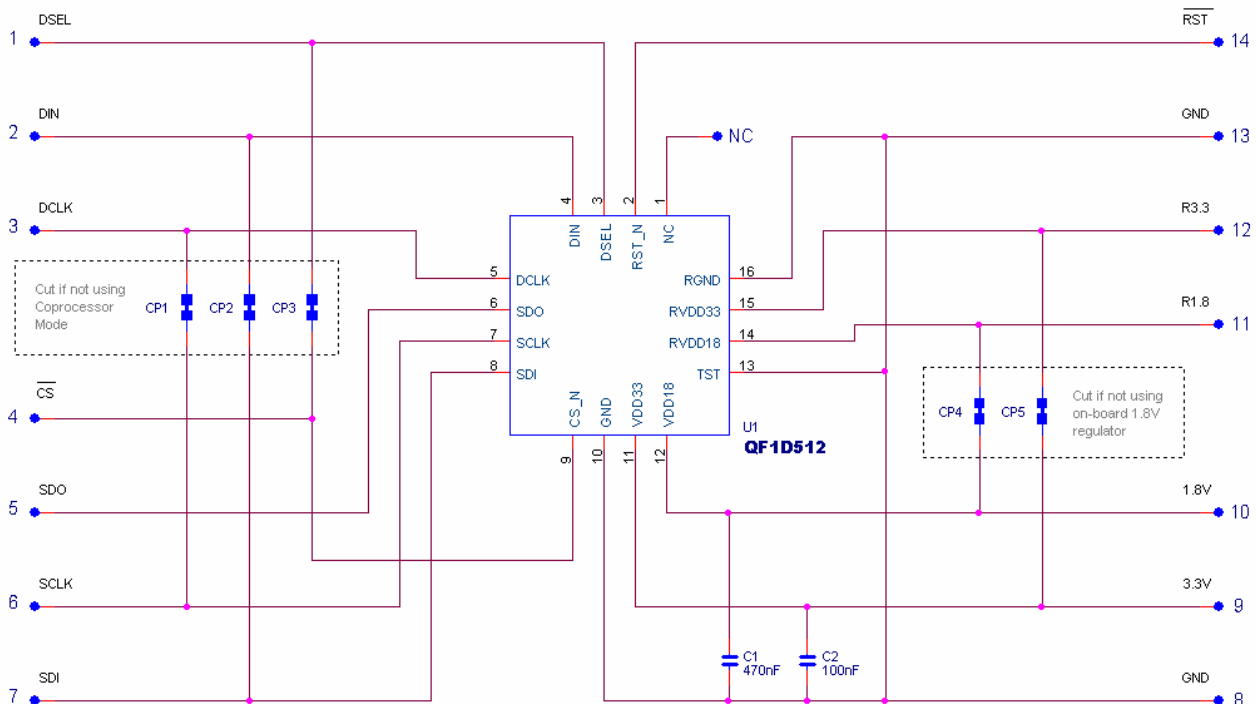 DSEL
1
RST
14
DIN
2
NC
GND
13
DCLK
3
R3.3
12
4
3
2
1
DIN
DSEL
RST_N
NC
5
DCLK
6
SDO
7
SCLK
8
SDI
RGND
16
RVDD33
15
RVDD18
14
TST
13
CS_N
GND
VDD33
VDD18
9
10
11
12
U1
QF1D512
Cut if not using
Coprocessor
Mode
CP1
CP2
CP3
R1.8
11
CS
4
CP4
CP5
Cut if not using
on-board 1.8V
regulator
SDO
5
1.8V
10
SCLK
6
3.3V
9
C1
470nF
C2
100nF
SDI
7
GND
8